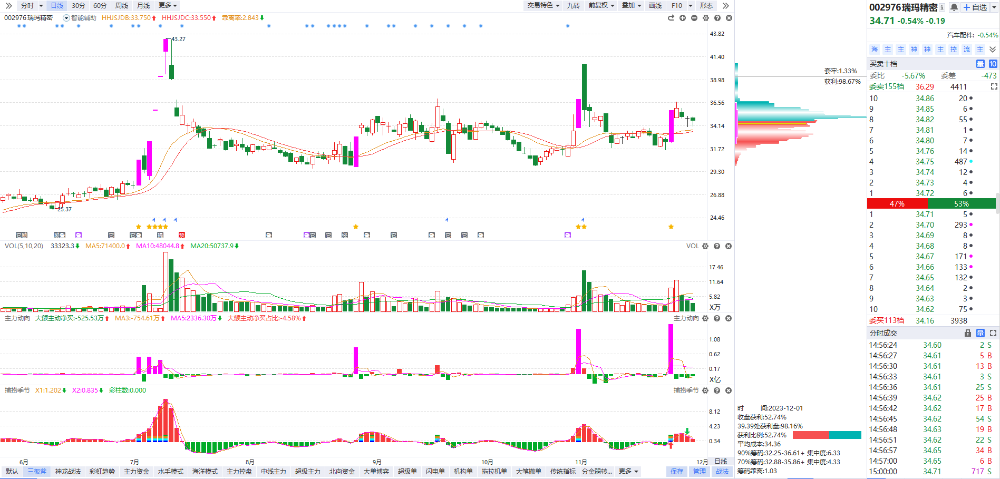 分时 日线 30分 60分 周线 月线 更多 交易特色 九转 前复权 叠加 画线 F10 形态
002976瑞玛精密 智能辅助 HHJSJDB:33.750 HHJSJDC:33.550 乖离率:2.843
43.82
43.27
41.40
38.98
36.56
34.14
31.72
29.30
26.88
25.37
24.46
VOL(5,10,20) 33323.3 MA5:71400.0 MA10:48044.8 MA20:50737.9 VOL
17.46
11.64
5.82
X万
主力动向 大额主动净买:-525.53万 MA3:-754.61万 MA5:2336.30万 大额主动净买占比:-4.58% 主力动向
1.08
0.62
0.17
X亿
捕捞季节 X1:1.202 X2:0.835 彩柱数:0.000 捕捞季节
8.12
4.23
0.34
6月 7月 8月 9月 10月 11月 12月 日线
默认 三板斧 神龙战法 彩虹趋势 主力资金 水手模式 海洋模式 主力控盘 中线主力 超级主力 北向资金 大单博弈 超级单 闪电单 机构单 拖拉机单 大笔撤单 传统指标 分金弱转... 更多 保存 管理 战法
套牢:1.33%
获利:98.67%
时 间:2023-12-01
收盘获利:52.74%
39.39处获利盘:98.16%
获利比例:52.74%
平均成本:34.36
90%筹码:32.25-36.61+ 集中度:6.33
70%筹码:32.88-35.86+ 集中度:4.33
筹码乖离:1.03
002976瑞玛精密 自选
34.71 -0.54% -0.19
汽车配件: -0.54%
海 主 主 神 神 主 控 流 主
买卖十档 量 10
委比 -5.67% 委差 -473
委卖155档 36.29 4411
10 34.86 20
9 34.85 6
8 34.82 55
7 34.81 1
6 34.80 7
5 34.76 14
4 34.75 487
3 34.74 12
2 34.73 4
1 34.72 6
47% 53%
1 34.71 5
2 34.70 293
3 34.69 8
4 34.68 8
5 34.67 171
6 34.66 133
7 34.65 132
8 34.64 2
9 34.63 3
10 34.62 75
委买113档 34.16 3938
分时成交 量
14:56:24 34.60 2 S
14:56:27 34.61 5 B
14:56:30 34.61 13 B
14:56:33 34.61 3 S
14:56:36 34.61 25 S
14:56:39 34.62 25 B
14:56:42 34.62 17 B
14:56:45 34.62 54 S
14:56:48 34.63 19 B
14:56:51 34.62 22 S
14:56:57 34.65 34 B
14:57:00 34.65 6 B
15:00:00 34.71 717 S